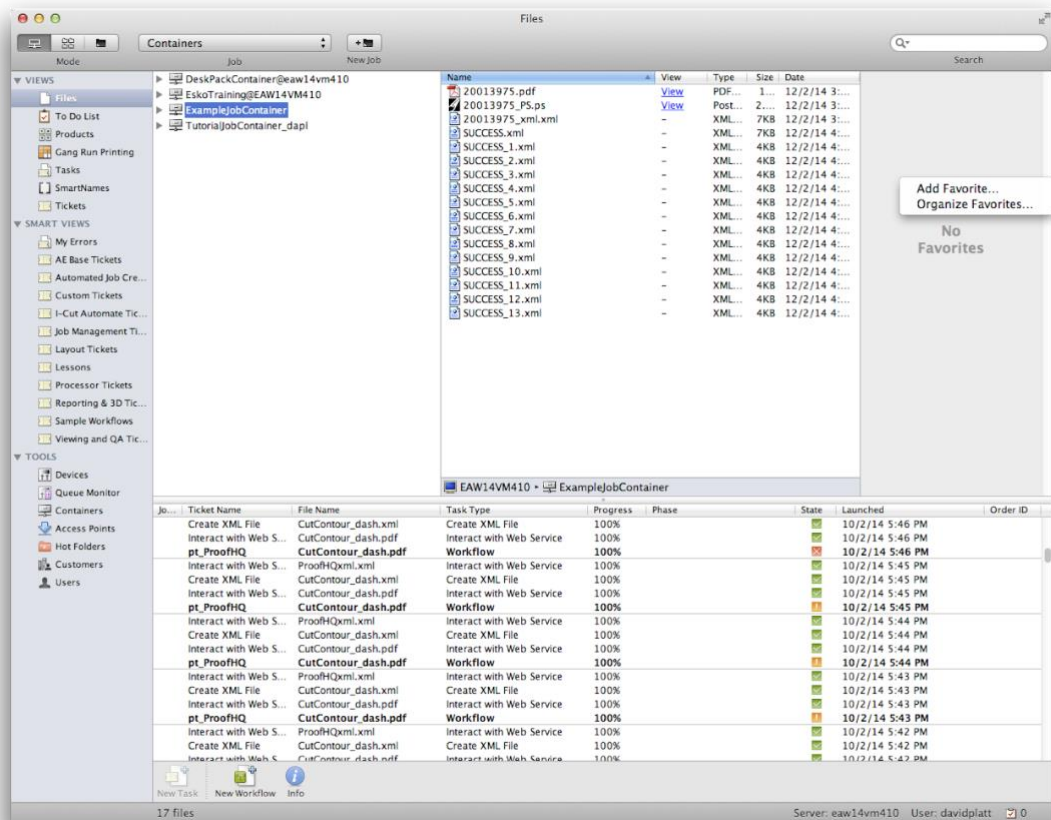 Files
Containers
Mode Job New Job Search
VIEWS
Files
To Do List
Products
Gang Run Printing
Tasks
SmartNames
Tickets
SMART VIEWS
My Errors
AE Base Tickets
Automated Job Cre...
Custom Tickets
I-Cut Automate Tic...
Job Management Ti...
Layout Tickets
Lessons
Processor Tickets
Reporting & 3D Tic...
Sample Workflows
Viewing and QA Tic...
TOOLS
Devices
Queue Monitor
Containers
Access Points
Hot Folders
Customers
Users
DeskPackContainer@eaw14vm410
EskoTraining@EAW14VM410
ExampleJobContainer
TutorialJobContainer_dapl
Name View Type Size Date
20013975.pdf View PDF... 1... 12/2/14 3:...
20013975_PS.ps View Post... 2.... 12/2/14 3:...
20013975_xml.xml - XML... 7KB 12/2/14 3:...
SUCCESS.xml - XML... 7KB 12/2/14 4:...
SUCCESS_1.xml - XML... 4KB 12/2/14 4:...
SUCCESS_2.xml - XML... 4KB 12/2/14 4:...
SUCCESS_3.xml - XML... 4KB 12/2/14 4:...
SUCCESS_4.xml - XML... 4KB 12/2/14 4:...
SUCCESS_5.xml - XML... 4KB 12/2/14 4:...
SUCCESS_6.xml - XML... 4KB 12/2/14 4:...
SUCCESS_7.xml - XML... 4KB 12/2/14 4:...
SUCCESS_8.xml - XML... 4KB 12/2/14 4:...
SUCCESS_9.xml - XML... 4KB 12/2/14 4:...
SUCCESS_10.xml - XML... 4KB 12/2/14 4:...
SUCCESS_11.xml - XML... 4KB 12/2/14 4:...
SUCCESS_12.xml - XML... 4KB 12/2/14 4:...
SUCCESS_13.xml - XML... 4KB 12/2/14 4:...
Add Favorite...
Organize Favorites...
No
Favorites
EAW14VM410 ▸ ExampleJobContainer
Jo... Ticket Name File Name Task Type Progress Phase State Launched Order ID
Create XML File CutContour_dash.xml Create XML File 100% 10/2/14 5:46 PM
Interact with Web S... CutContour_dash.pdf Interact with Web Service 100% 10/2/14 5:46 PM
pt_ProofHQ CutContour_dash.pdf Workflow 100% 10/2/14 5:46 PM
Interact with Web S... ProofHQxml.xml Interact with Web Service 100% 10/2/14 5:45 PM
Create XML File CutContour_dash.xml Create XML File 100% 10/2/14 5:45 PM
Interact with Web S... CutContour_dash.pdf Interact with Web Service 100% 10/2/14 5:45 PM
pt_ProofHQ CutContour_dash.pdf Workflow 100% 10/2/14 5:45 PM
Interact with Web S... ProofHQxml.xml Interact with Web Service 100% 10/2/14 5:44 PM
Create XML File CutContour_dash.xml Create XML File 100% 10/2/14 5:44 PM
Interact with Web S... CutContour_dash.pdf Interact with Web Service 100% 10/2/14 5:44 PM
pt_ProofHQ CutContour_dash.pdf Workflow 100% 10/2/14 5:44 PM
Interact with Web S... ProofHQxml.xml Interact with Web Service 100% 10/2/14 5:43 PM
Create XML File CutContour_dash.xml Create XML File 100% 10/2/14 5:43 PM
Interact with Web S... CutContour_dash.pdf Interact with Web Service 100% 10/2/14 5:43 PM
pt_ProofHQ CutContour_dash.pdf Workflow 100% 10/2/14 5:43 PM
Interact with Web S... ProofHQxml.xml Interact with Web Service 100% 10/2/14 5:42 PM
Create XML File CutContour_dash.xml Create XML File 100% 10/2/14 5:42 PM
Interact with Web S... CutContour_dash.pdf Interact with Web Service 100% 10/2/14 5:42 PM
New Task New Workflow Info
17 files Server: eaw14vm410 User: davidplatt 0